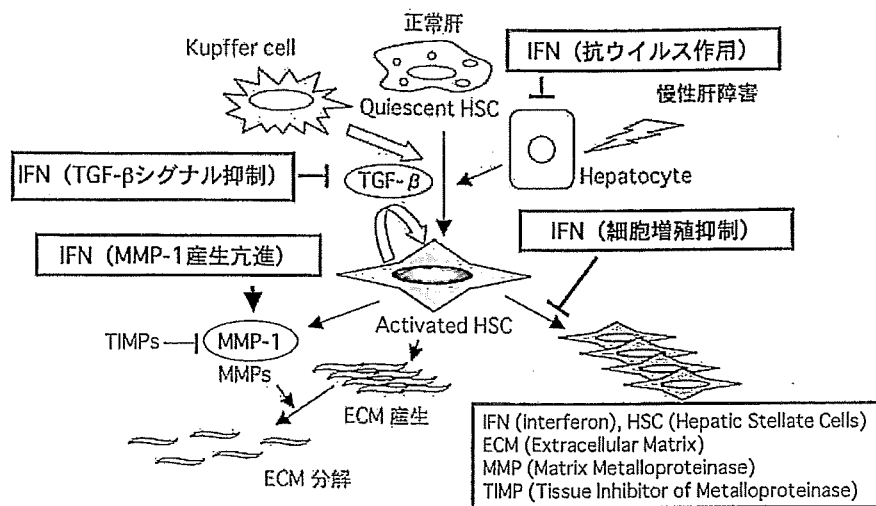 正常肝
Kupffer cell
IFN（抗ウイルス作用）
Quiescent HSC
慢性肝障害
IFN（TGF-βシグナル抑制）
TGF-β
Hepatocyte
IFN（細胞増殖抑制）
IFN（MMP-1産生亢進）
Activated HSC
TIMPs
MMP-1
MMPs
ECM 産生
ECM 分解
IFN (Interferon), HSC (Hepatic Stellate Cells)
ECM (Extracellular Matrix)
MMP (Matrix Metalloproteinase)
TIMP (Tissue Inhibitor of Metalloproteinase)